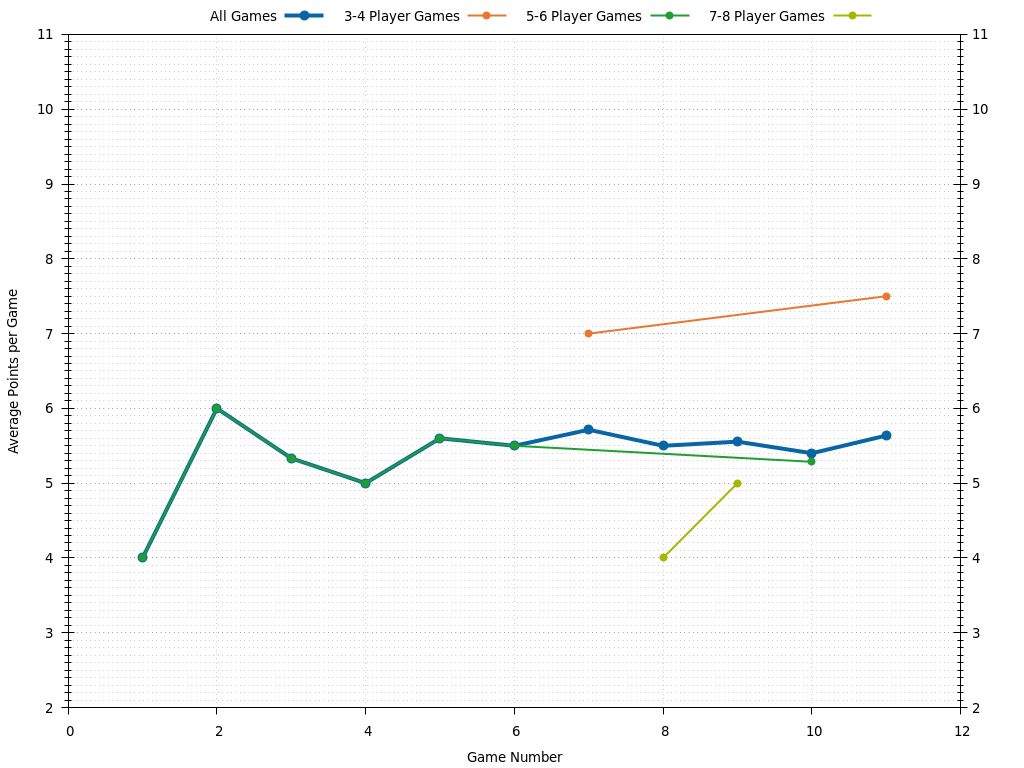 All Games 3-4 Player Games 5-6 Player Games 7-8 Player Games
11 11
10 10
9 9
8 8
7 7
6 6
5 5
4 4
3 3
2 2
0 2 4 6 8 10 12
Average Points per Game
Game Number